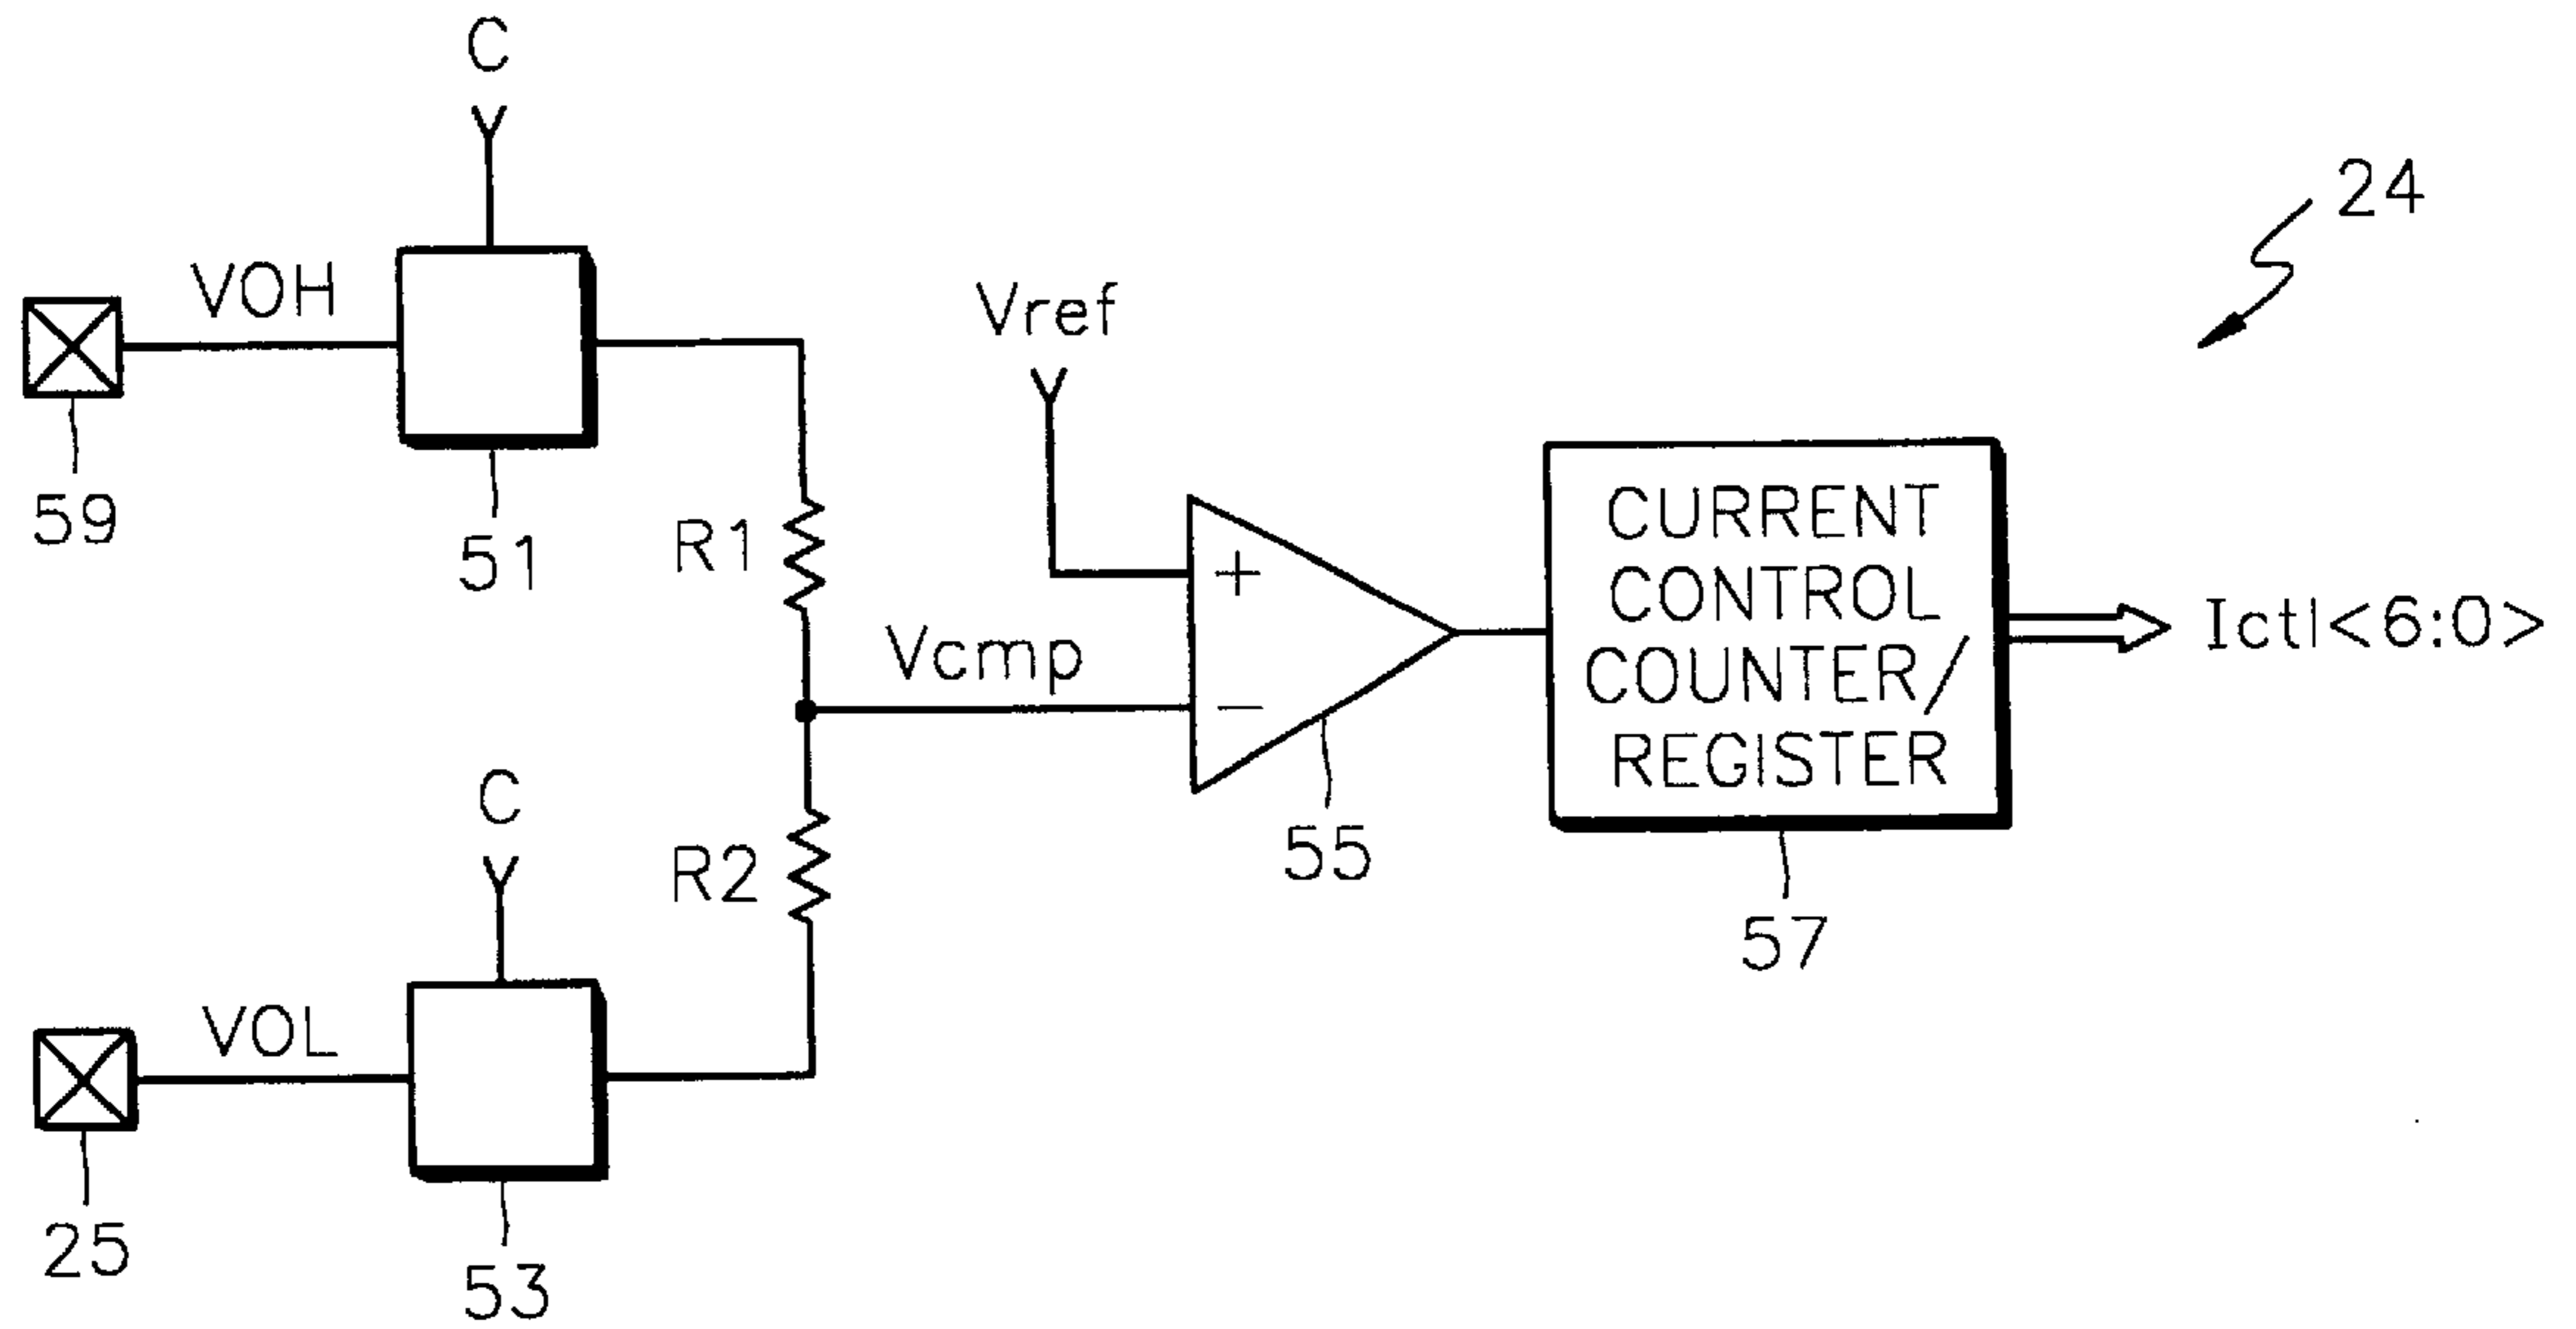 C
VOH
59
51
R1
Vref
24
+
Vcmp
−
CURRENT
CONTROL
COUNTER/
REGISTER
Ictl<6:0>
55
57
C
R2
VOL
25
53